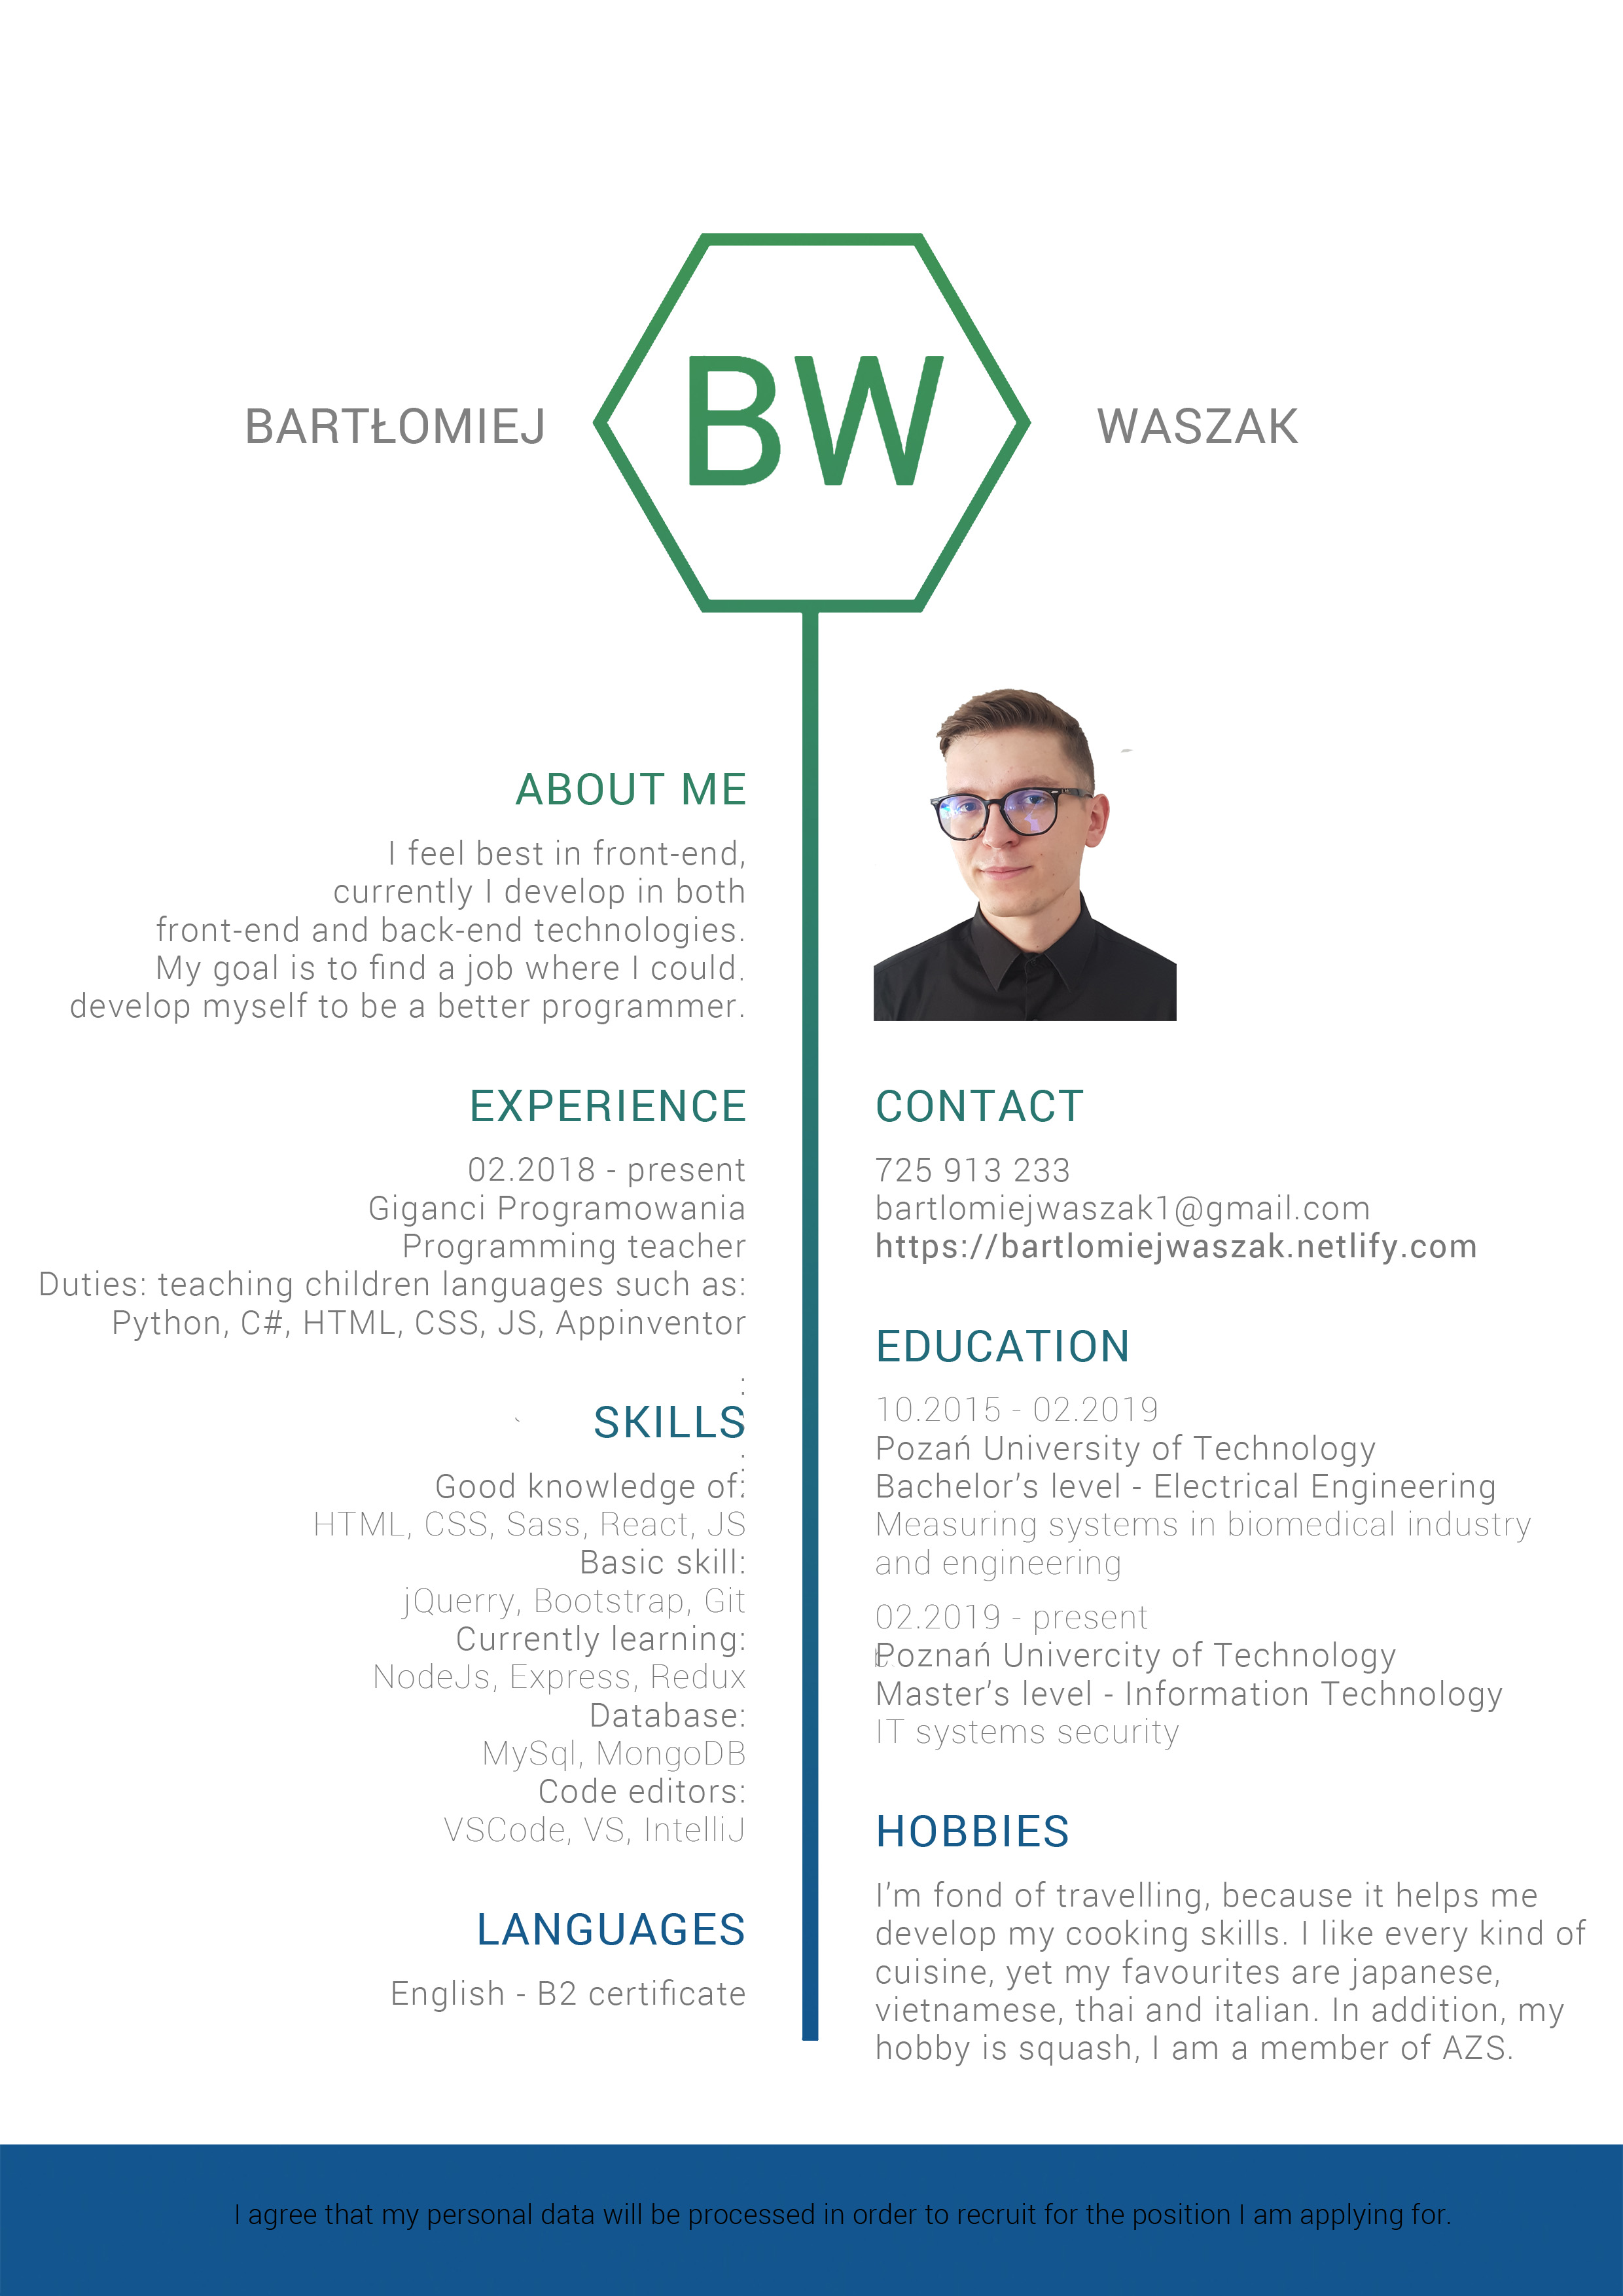 BARTŁOMIEJ
BW
WASZAK
ABOUT ME
I feel best in front-end,
currently I develop in both
front-end and back-end technologies.
My goal is to find a job where I could.
develop myself to be a better programmer.
EXPERIENCE
02.2018 - present
Giganci Programowania
Programming teacher
Duties: teaching children languages such as:
Python, C#, HTML, CSS, JS, Appinventor
SKILLS
Good knowledge of:
HTML, CSS, Sass, React, JS
Basic skill:
jQuerry, Bootstrap, Git
Currently learning:
NodeJs, Express, Redux
Database:
MySql, MongoDB
Code editors:
VSCode, VS, IntelliJ
LANGUAGES
English - B2 certificate
CONTACT
725 913 233
bartlomiejwaszak1@gmail.com
https://bartlomiejwaszak.netlify.com
EDUCATION
10.2015 - 02.2019
Pozań University of Technology
Bachelor’s level - Electrical Engineering
Measuring systems in biomedical industry
and engineering
02.2019 - present
Poznań Univercity of Technology
Master’s level - Information Technology
IT systems security
HOBBIES
I’m fond of travelling, because it helps me
develop my cooking skills. I like every kind of
cuisine, yet my favourites are japanese,
vietnamese, thai and italian. In addition, my
hobby is squash, I am a member of AZS.
I agree that my personal data will be processed in order to recruit for the position I am applying for.